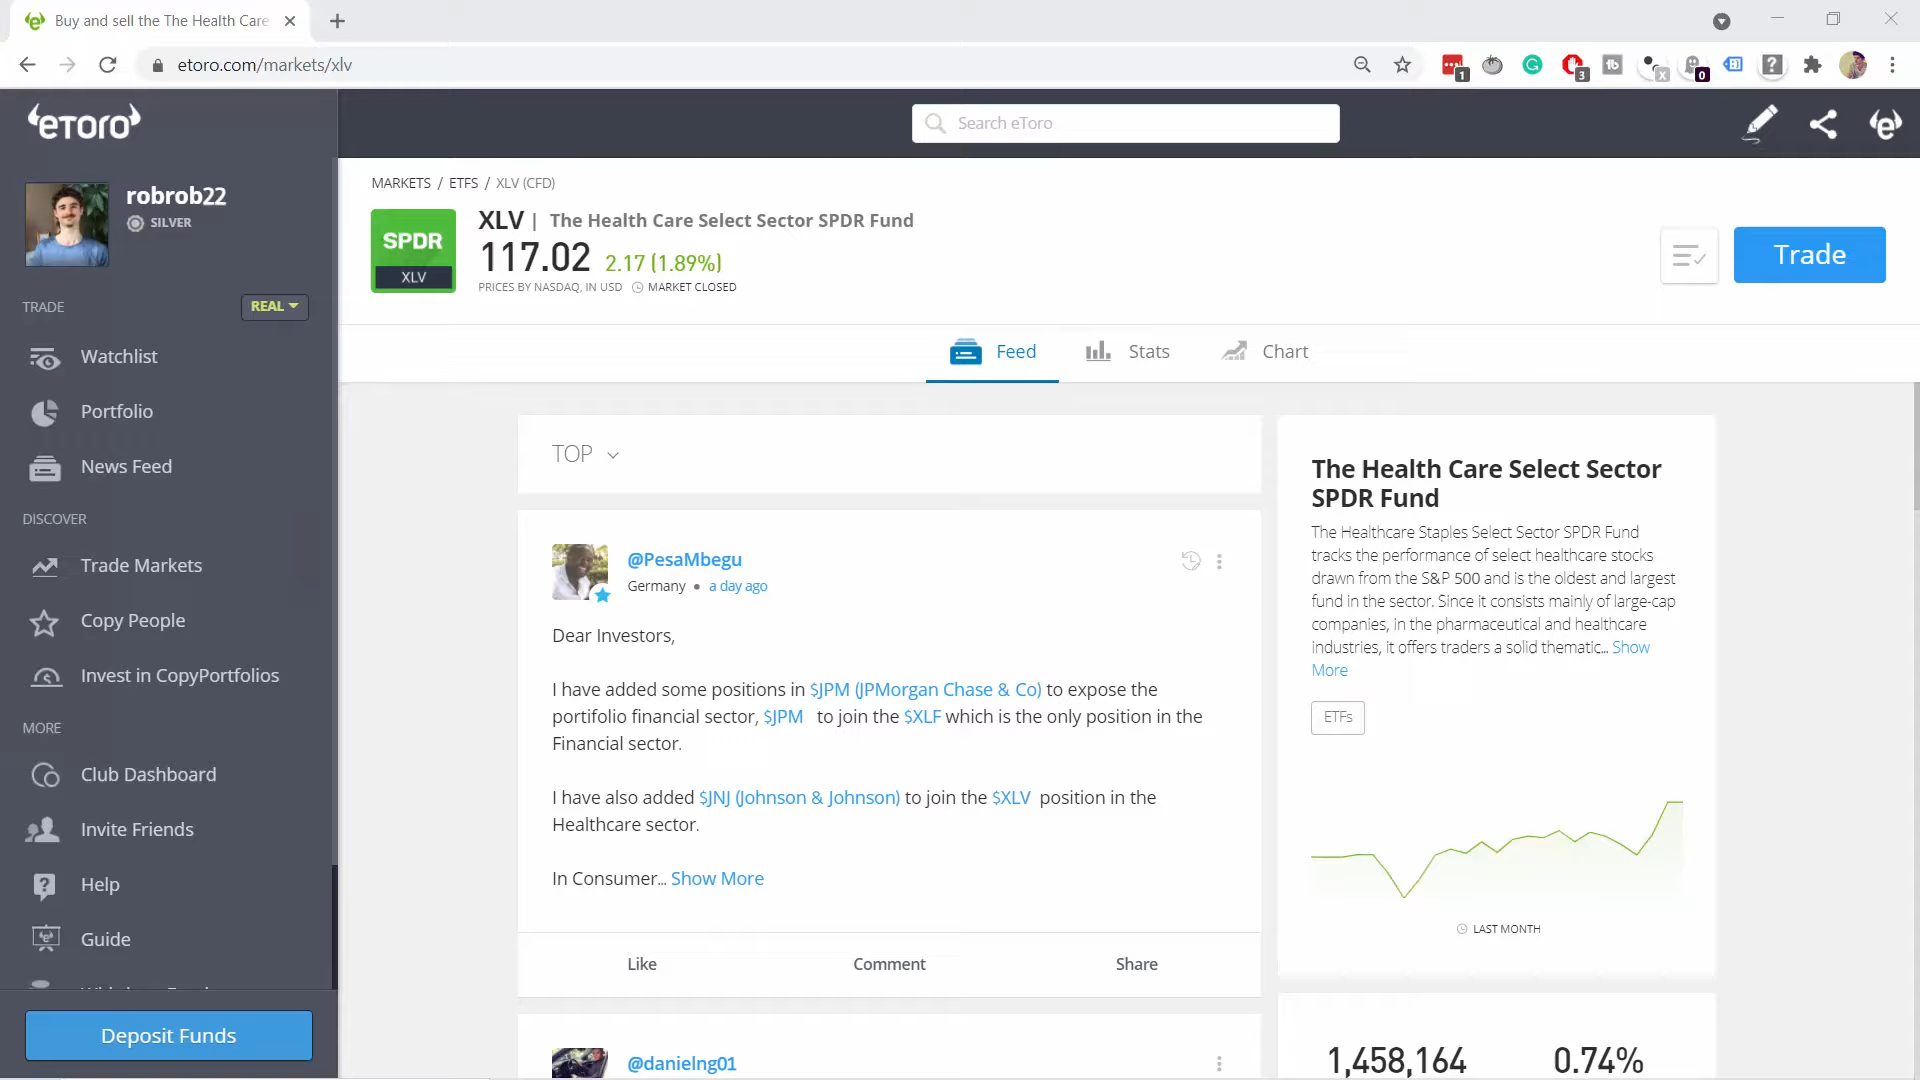 Buy and sell the The Health Care
etoro.com/markets/xlv
1
3
x
0
eToro
Search eToro
robrob22
SILVER
TRADE
REAL
Watchlist
Portfolio
News Feed
DISCOVER
Trade Markets
Copy People
Invest in CopyPortfolios
MORE
Club Dashboard
Invite Friends
Help
Guide
Deposit Funds
MARKETS / ETFS / XLV (CFD)
SPDR
XLV
XLV | The Health Care Select Sector SPDR Fund
117.02 2.17 (1.89%)
PRICES BY NASDAQ, IN USD MARKET CLOSED
Trade
Feed
Stats
Chart
TOP
@PesaMbegu
Germany • a day ago
Dear Investors,
I have added some positions in $JPM (JPMorgan Chase & Co) to expose the
portifolio financial sector, $JPM to join the $XLF which is the only position in the
Financial sector.
I have also added $JNJ (Johnson & Johnson) to join the $XLV position in the
Healthcare sector.
In Consumer... Show More
Like
Comment
Share
@danielng01
The Health Care Select Sector
SPDR Fund
The Healthcare Staples Select Sector SPDR Fund
tracks the performance of select healthcare stocks
drawn from the S&P 500 and is the oldest and largest
fund in the sector. Since it consists mainly of large-cap
companies, in the pharmaceutical and healthcare
industries, it offers traders a solid thematic... Show
More
ETFs
LAST MONTH
1,458,164
0.74%